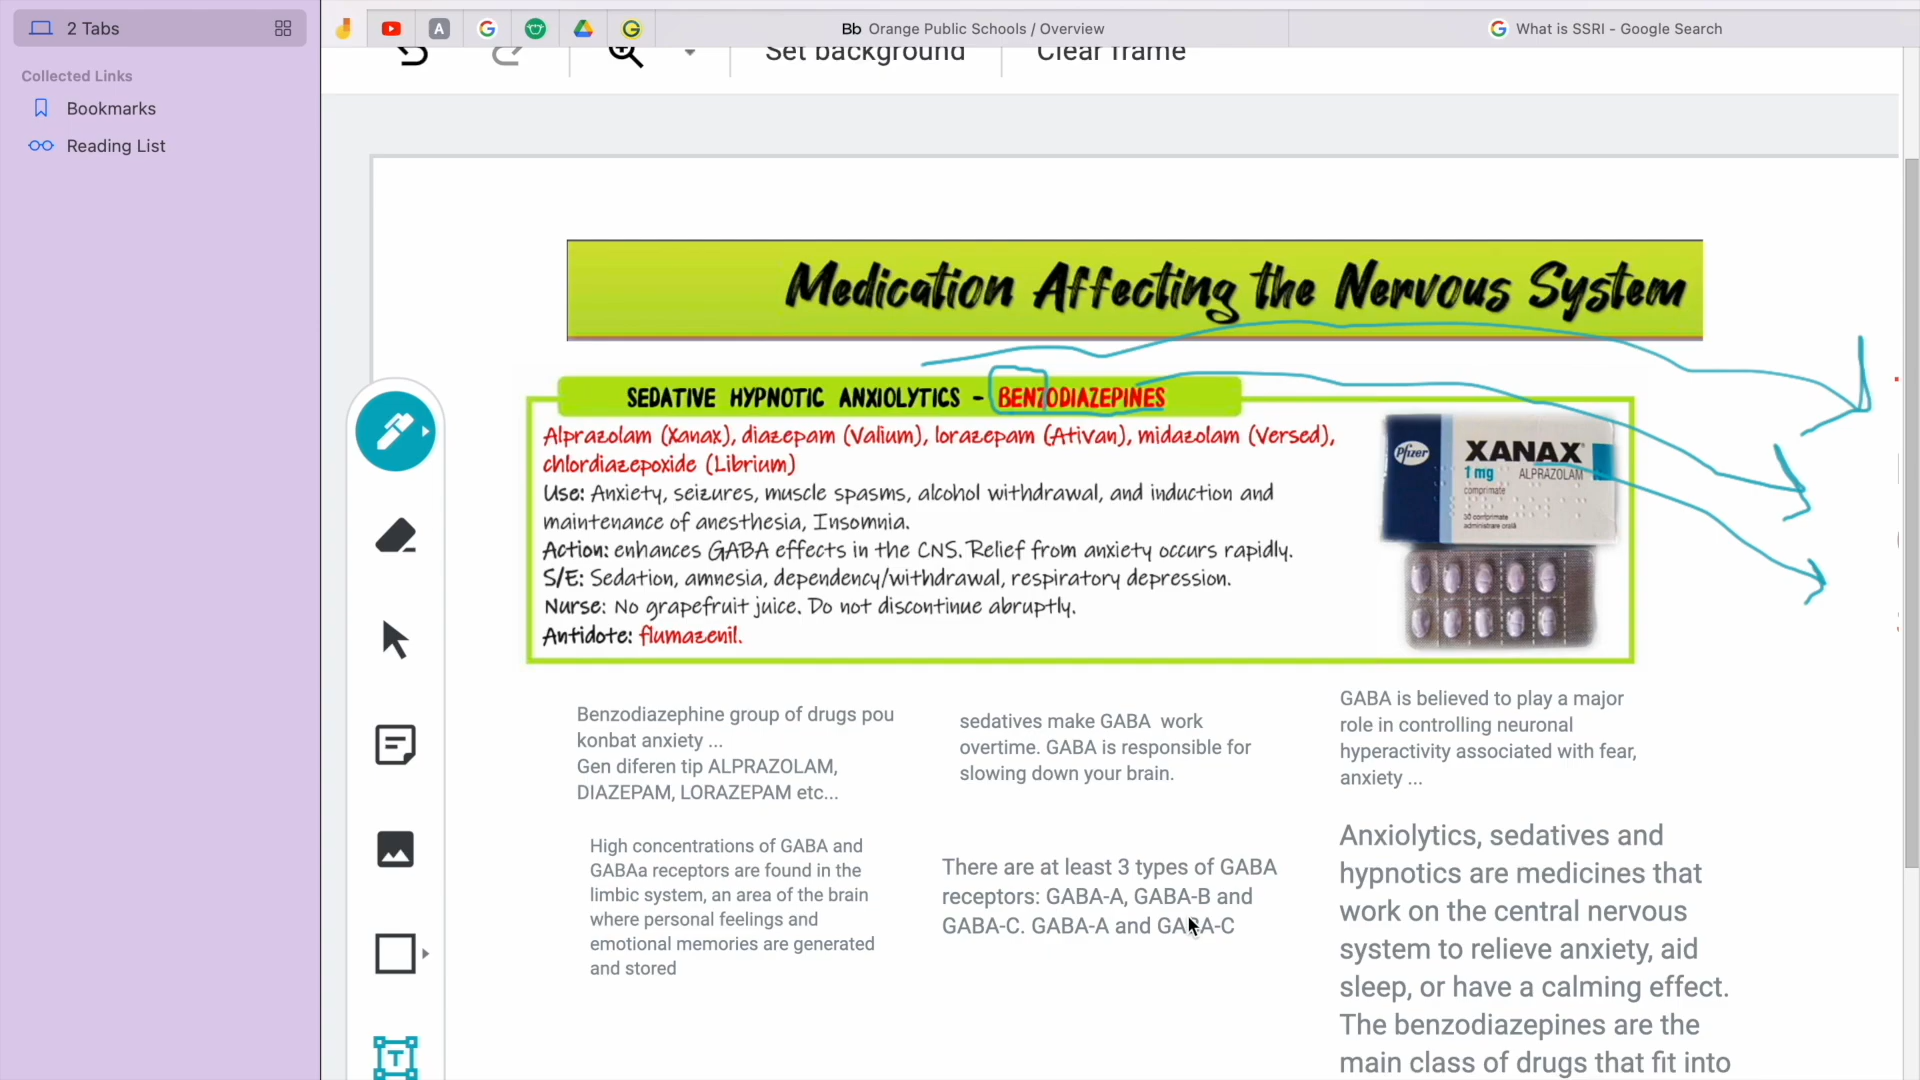 2 Tabs
Collected Links
Bookmarks
Reading List
A
G
G
Bb Orange Public Schools / Overview
G What is SSRI - Google Search
Set background
Clear frame
Medication Affecting the Nervous System
SEDATIVE HYPNOTIC ANXIOLYTICS - BENZODIAZEPINES
Alprazolam (Xanax), diazepam (Valium), lorazepam (Ativan), midazolam (Versed),
chlordiazepoxide (Librium)
Use: Anxiety, seizures, muscle spasms, alcohol withdrawal, and induction and
maintenance of anesthesia, Insomnia.
Action: enhances GABA effects in the CNS. Relief from anxiety occurs rapidly.
S/E: Sedation, amnesia, dependency/withdrawal, respiratory depression.
Nurse: No grapefruit juice. Do not discontinue abruptly.
Antidote: flumazenil.
Pfizer
XANAX
1 mg ALPRAZOLAM
comprimate
30 comprimate
administrare orală
Benzodiazephine group of drugs pou
konbat anxiety ...
Gen diferen tip ALPRAZOLAM,
DIAZEPAM, LORAZEPAM etc...
sedatives make GABA work
overtime. GABA is responsible for
slowing down your brain.
GABA is believed to play a major
role in controlling neuronal
hyperactivity associated with fear,
anxiety ...
High concentrations of GABA and
GABAa receptors are found in the
limbic system, an area of the brain
where personal feelings and
emotional memories are generated
and stored
There are at least 3 types of GABA
receptors: GABA-A, GABA-B and
GABA-C. GABA-A and GABA-C
Anxiolytics, sedatives and
hypnotics are medicines that
work on the central nervous
system to relieve anxiety, aid
sleep, or have a calming effect.
The benzodiazepines are the
main class of drugs that fit into
T